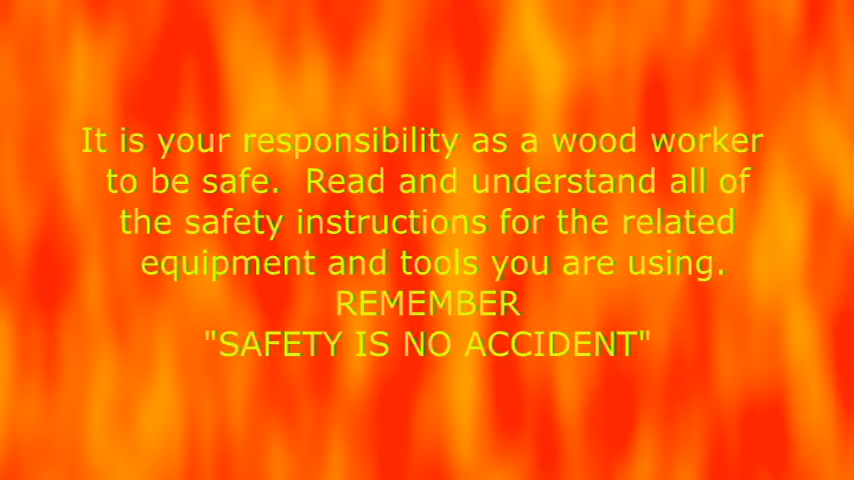 It is your responsibility as a wood worker
to be safe.  Read and understand all of
the safety instructions for the related
equipment and tools you are using.
REMEMBER
"SAFETY IS NO ACCIDENT"